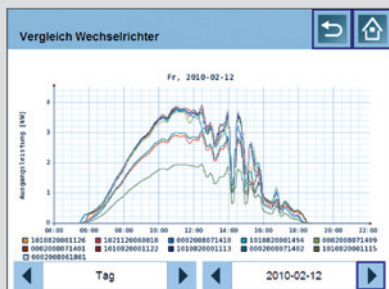 Vergleich Wechselrichter
Fr, 2010-02-12
Ausgangsleistung [kW]
4
3
2
1
0
04:00 06:00 08:00 10:00 12:00 14:00 16:00 18:00 20:00 22:00
1010820001126 1021120060010 0002008071410 1010820001494 0002008071409
0002008071401 1010820001122 1010820001113 0002008071402 1010820001115
0002008061801
Tag
2010-02-12